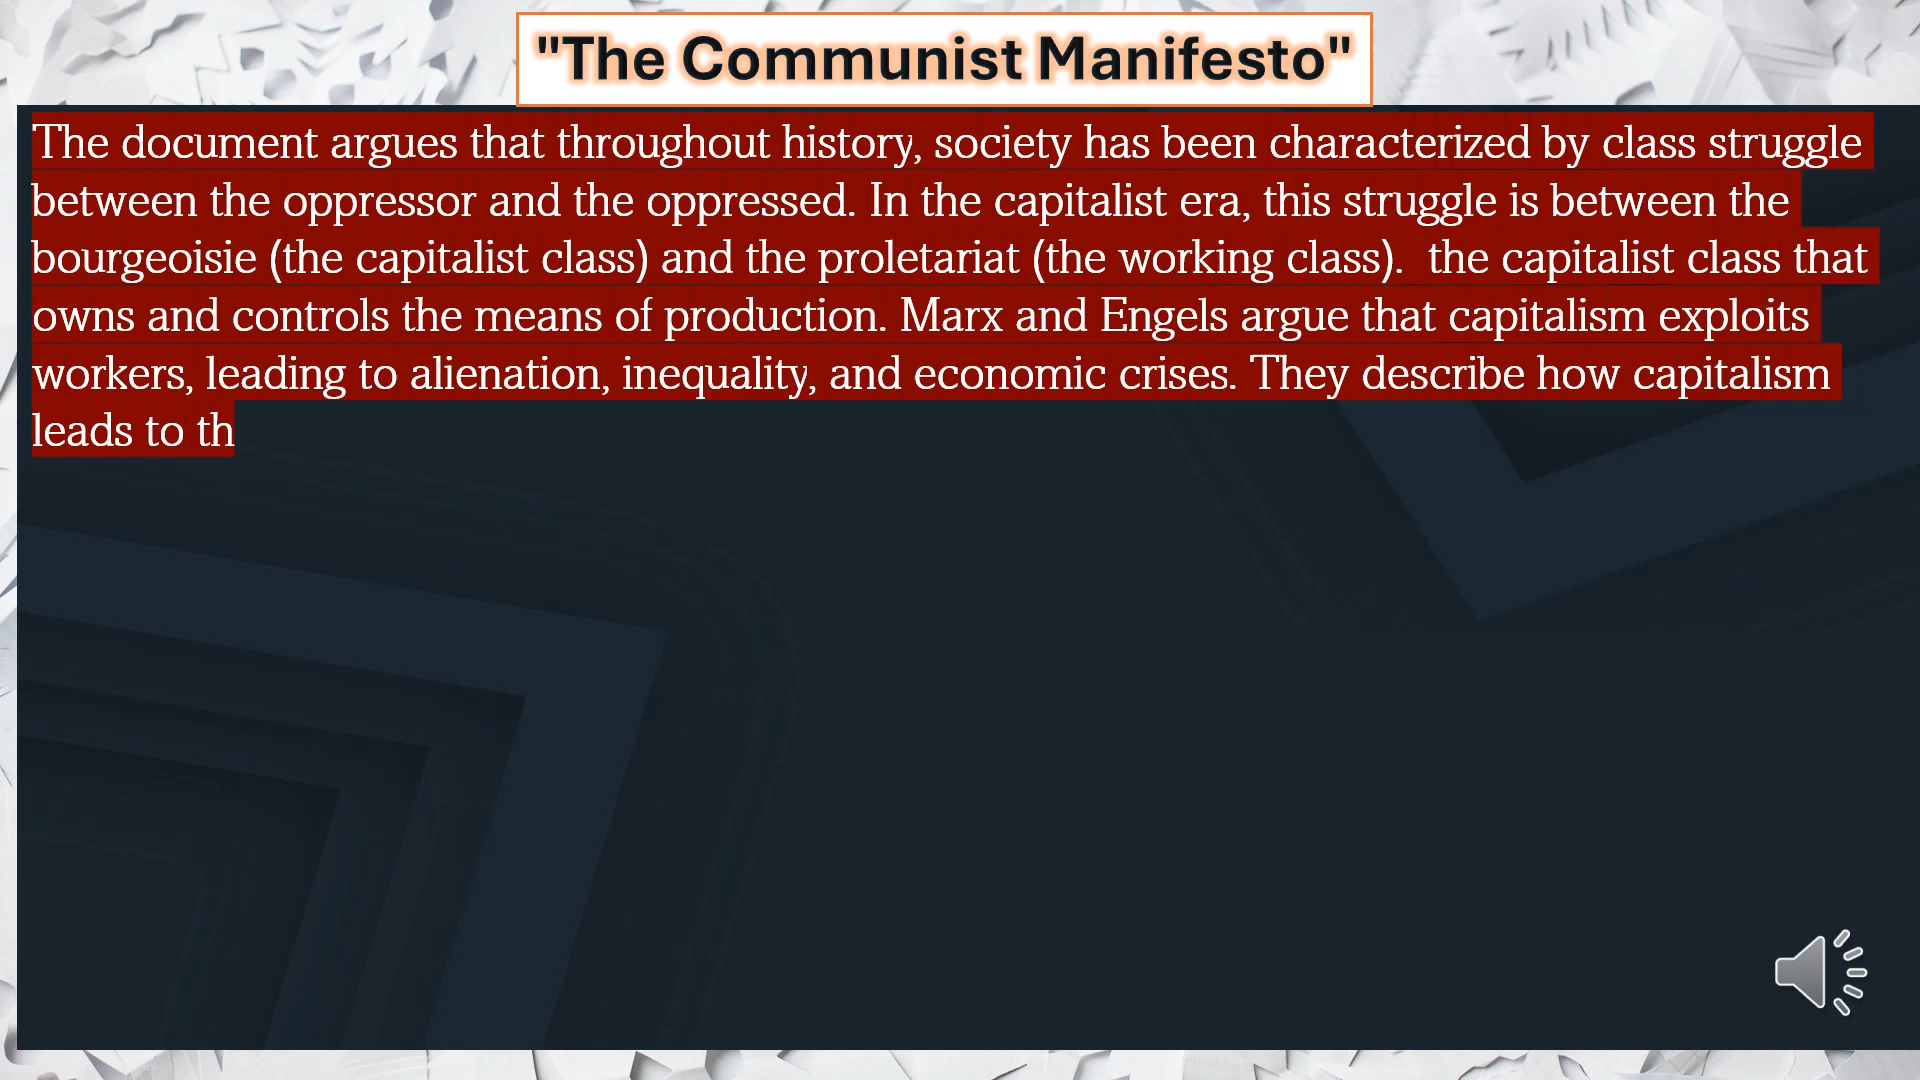 "The Communist Manifesto"
The document argues that throughout history, society has been characterized by class struggle
between the oppressor and the oppressed. In the capitalist era, this struggle is between the
bourgeoisie (the capitalist class) and the proletariat (the working class).  the capitalist class that
owns and controls the means of production. Marx and Engels argue that capitalism exploits
workers, leading to alienation, inequality, and economic crises. They describe how capitalism
leads to th